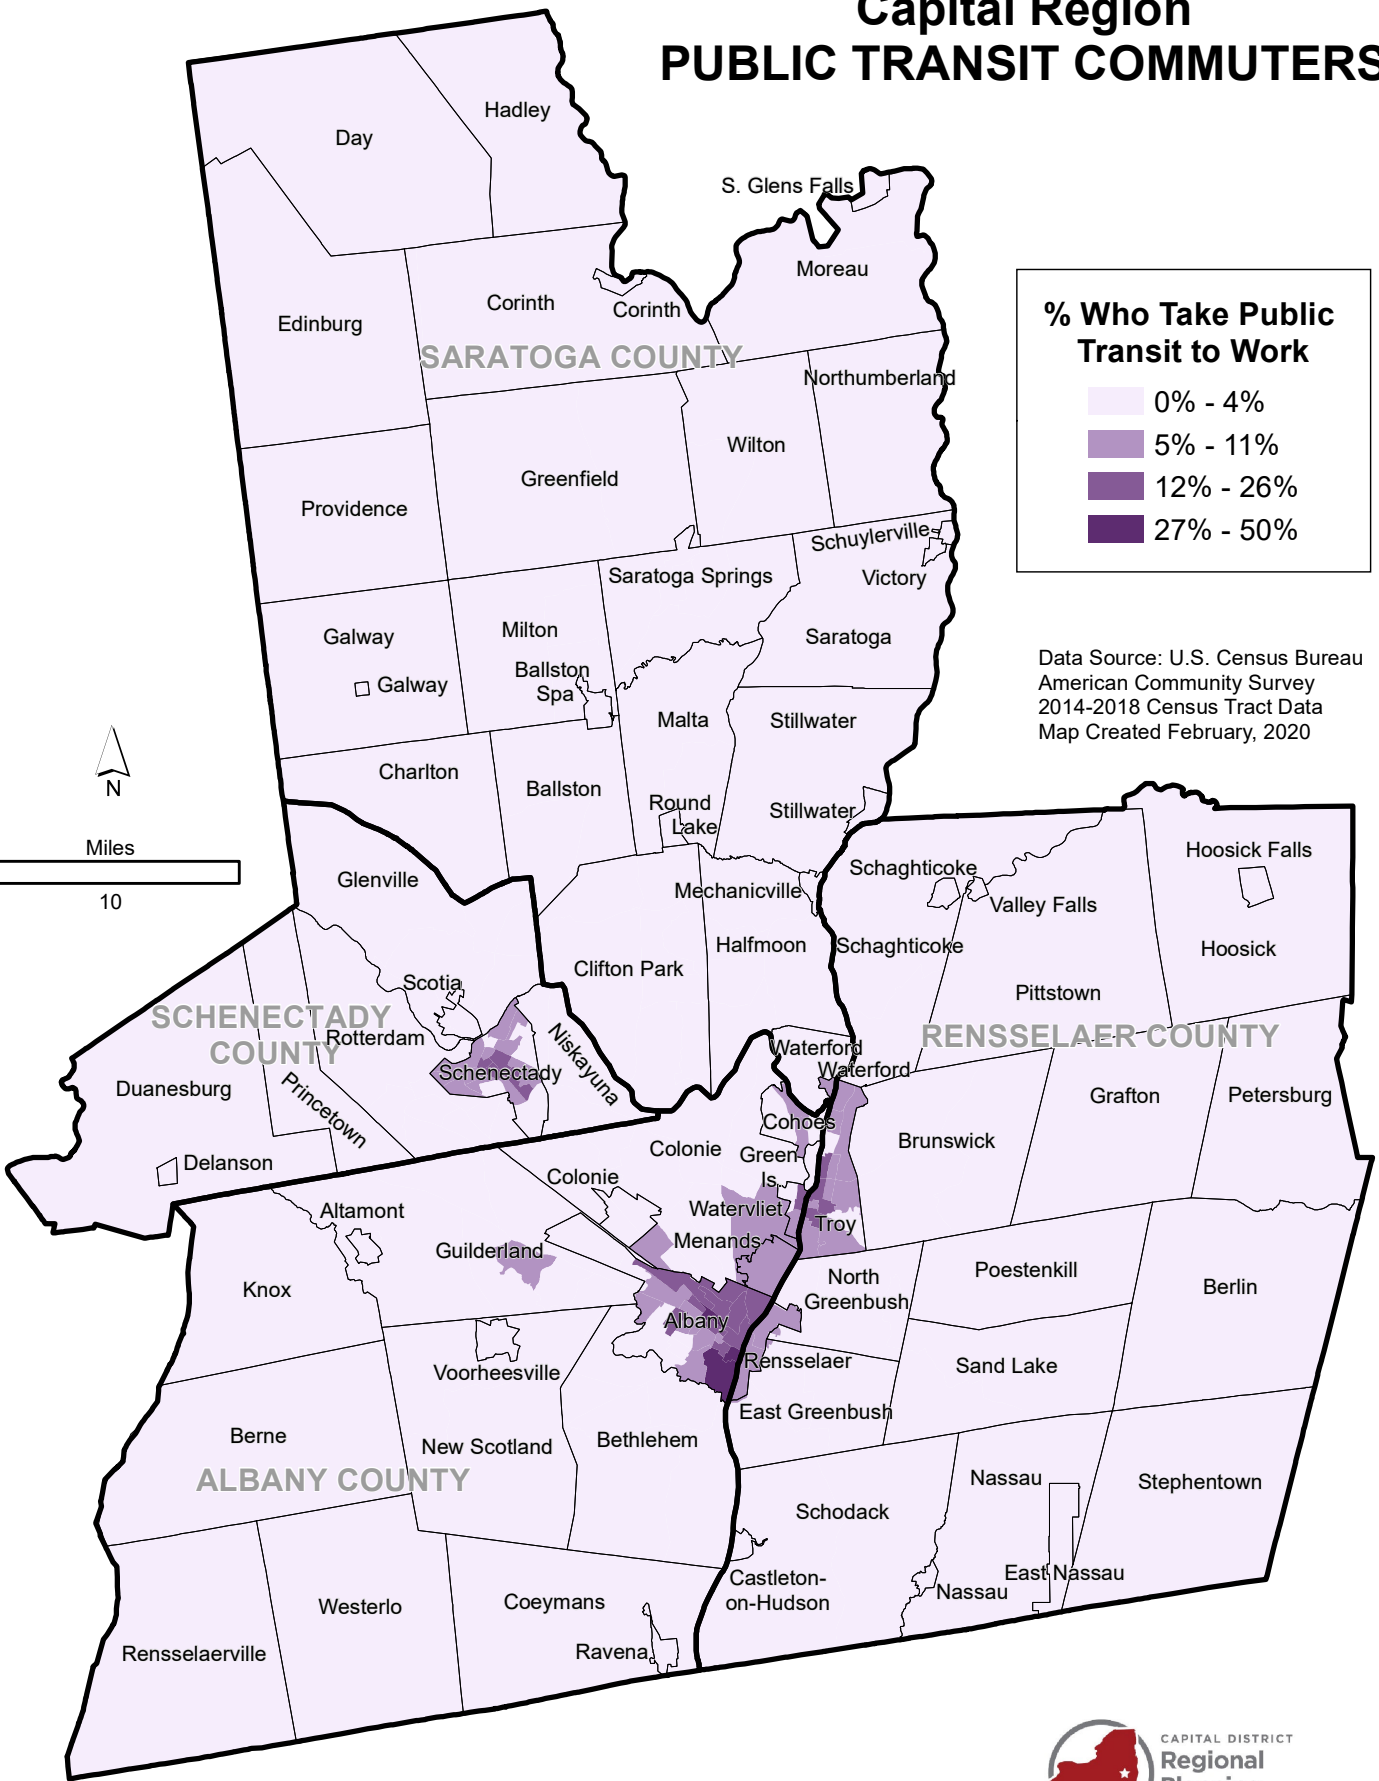 Capital Region
PUBLIC TRANSIT COMMUTERS
Hadley
Day
S. Glens Falls
Moreau
Corinth
Corinth
Edinburg
SARATOGA COUNTY
Northumberland
Wilton
Greenfield
Providence
Schuylerville
Saratoga Springs
Victory
Galway
Milton
Saratoga
Ballston
Spa
Galway
Malta
Stillwater
Charlton
Ballston
Round
Lake
Stillwater
% Who Take Public
Transit to Work
0% - 4%
5% - 11%
12% - 26%
27% - 50%
Data Source: U.S. Census Bureau
American Community Survey
2014-2018 Census Tract Data
Map Created February, 2020
N
Miles
10
Glenville
Mechanicville
Halfmoon
Clifton Park
Schaghticoke
Valley Falls
Hoosick Falls
Schaghticoke
Hoosick
Pittstown
Scotia
SCHENECTADY
COUNTY
Rotterdam
Niskayuna
RENSSELAER COUNTY
Waterford
Waterford
Schenectady
Duanesburg
Princetown
Grafton
Petersburg
Cohoes
Brunswick
Colonie
Green
Is.
Delanson
Colonie
Altamont
Watervliet
Troy
Guilderland
Menands
Knox
North
Greenbush
Poestenkill
Berlin
Albany
Rensselaer
Sand Lake
Voorheesville
East Greenbush
Berne
New Scotland
Bethlehem
ALBANY COUNTY
Nassau
Stephentown
Schodack
East Nassau
Castleton-
on-Hudson
Nassau
Westerlo
Coeymans
Rensselaerville
Ravena
CAPITAL DISTRICT
Regional
Planning